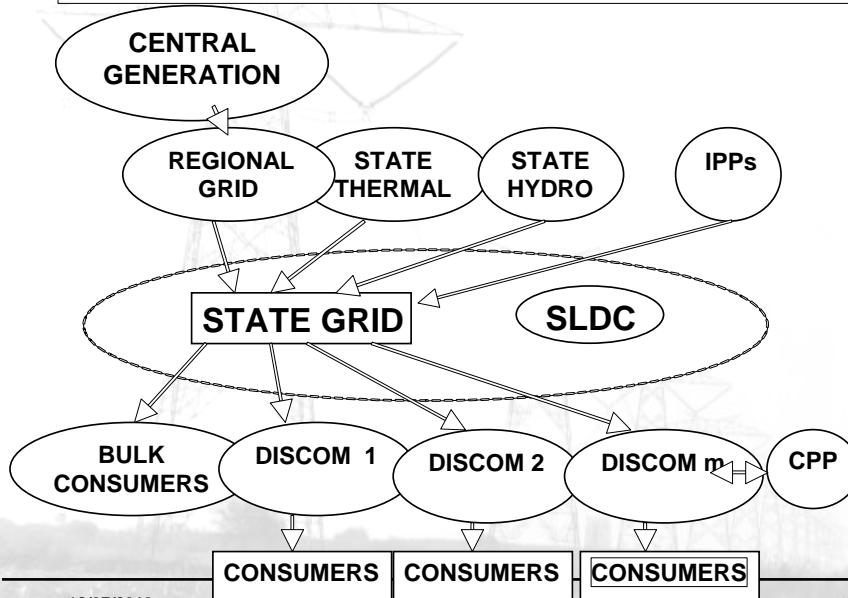 CENTRAL
GENERATION
REGIONAL
GRID
STATE
THERMAL
STATE
HYDRO
IPPs
STATE GRID
SLDC
BULK
CONSUMERS
DISCOM 1
DISCOM 2
DISCOM m
CPP
CONSUMERS
CONSUMERS
CONSUMERS